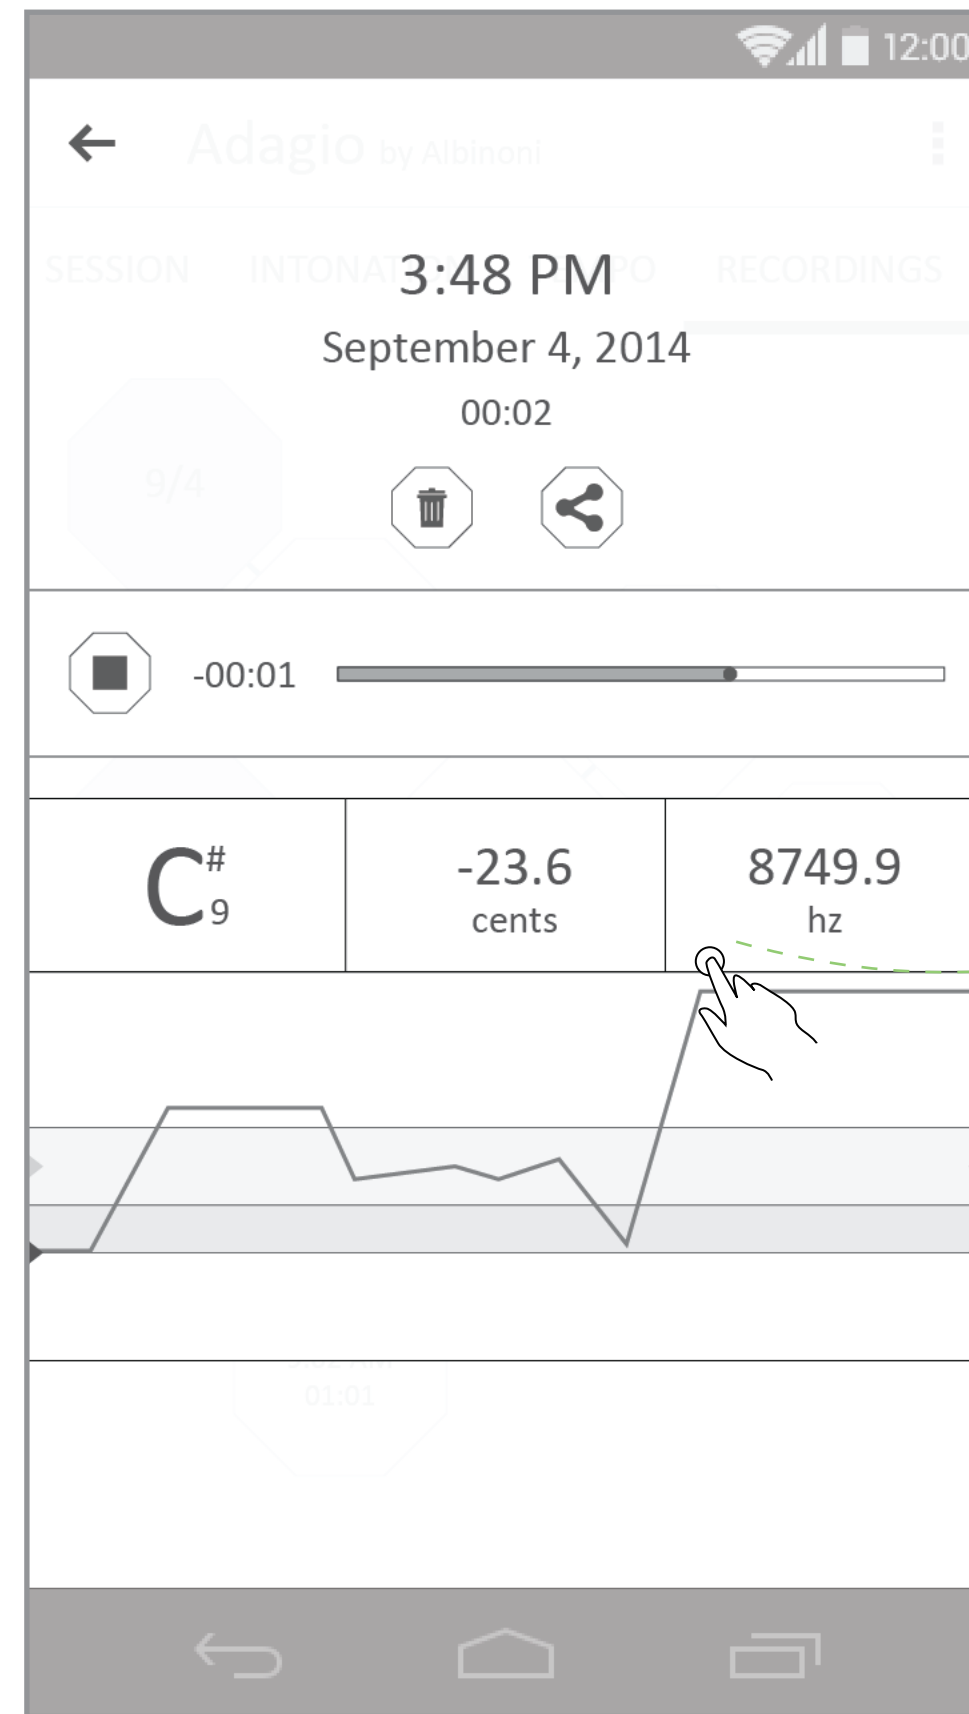 12:00
Adagio by Albinoni
SESSION INTONATION RECORDINGS
3:48 PM
September 4, 2014
00:02
9/4
-00:01
C#9
-23.6
cents
8749.9
hz
01:01